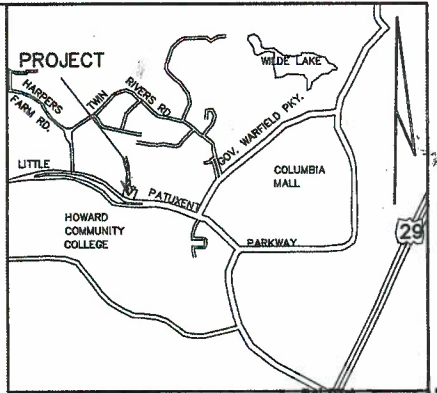 PROJECT
WILDE LAKE
HARPERS
FARM RD.
TWIN
RIVERS RD.
GOV. WARFIELD PKY.
LITTLE
PATUXENT
COLUMBIA
MALL
HOWARD
COMMUNITY
COLLEGE
PARKWAY
29